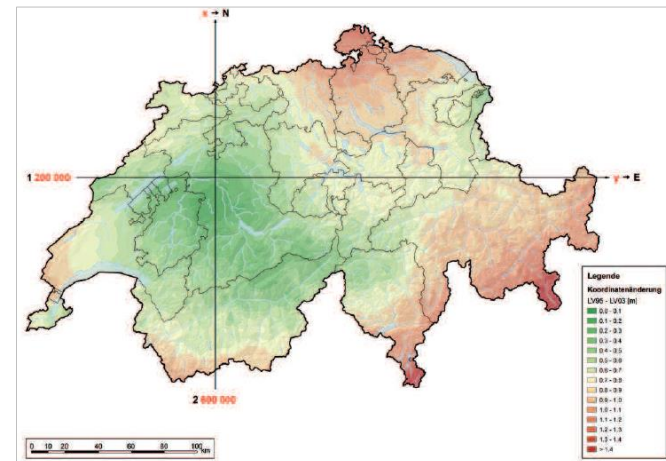 x → N
1 200 000
y → E
2 600 000
Legende
Koordinatenänderung
LV95 - LV03 [m]
0.0 - 0.1
0.1 - 0.2
0.2 - 0.3
0.3 - 0.4
0.4 - 0.5
0.5 - 0.6
0.6 - 0.7
0.7 - 0.8
0.8 - 0.9
0.9 - 1.0
1.0 - 1.1
1.1 - 1.2
1.2 - 1.3
1.3 - 1.4
> 1.4
0 10 20 40 60 80 100
km